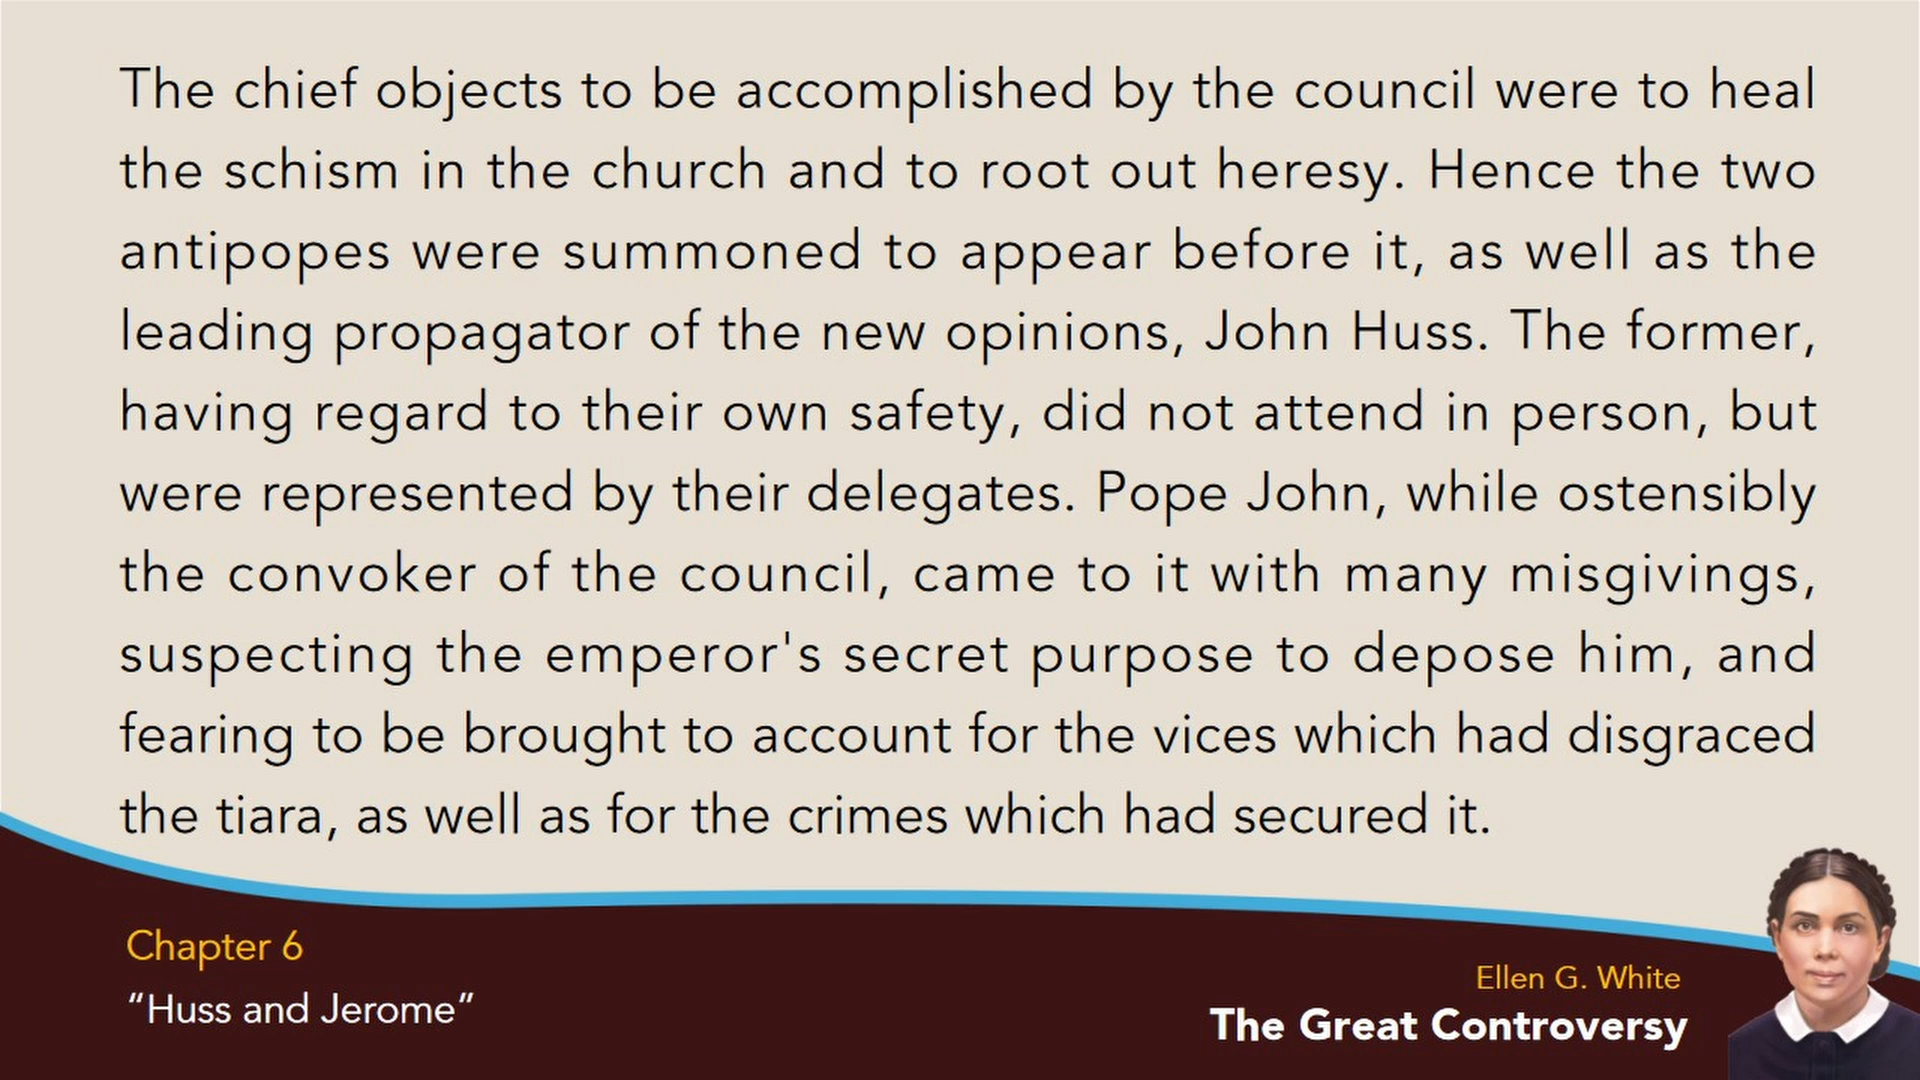 The chief objects to be accomplished by the council were to heal
the schism in the church and to root out heresy. Hence the two
antipopes were summoned to appear before it, as well as the
leading propagator of the new opinions, John Huss. The former,
having regard to their own safety, did not attend in person, but
were represented by their delegates. Pope John, while ostensibly
the convoker of the council, came to it with many misgivings,
suspecting the emperor's secret purpose to depose him, and
fearing to be brought to account for the vices which had disgraced
the tiara, as well as for the crimes which had secured it.
Chapter 6
“Huss and Jerome”
Ellen G. White
The Great Controversy